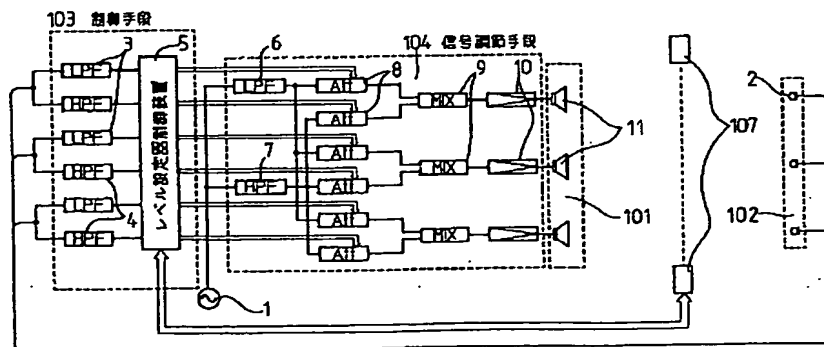 103 制御手段
3
5
6
104 信号調節手段
LPF
HPF
LPF
HPF
LPF
HPF
4
レベル設定器制御装置
LPF
7
HPF
Att
Att
Att
Att
Att
Att
8
9
10
MIX
MIX
MIX
11
101
1
107
2
102